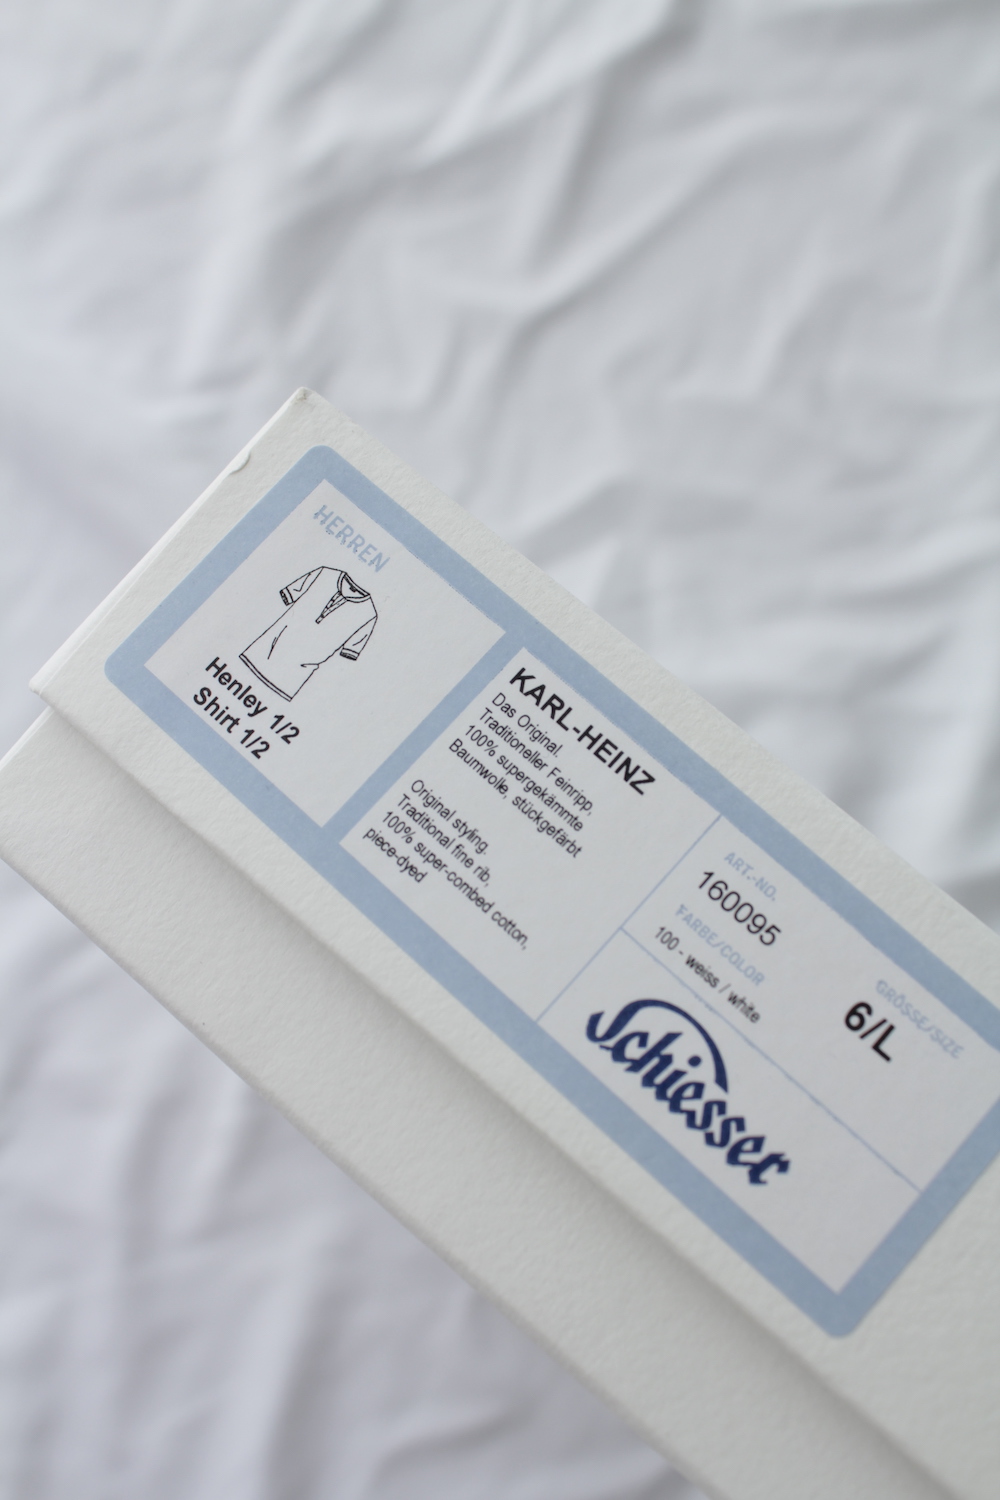 HERREN
Henley 1/2
Shirt 1/2
KARL-HEINZ
Das Original.
Traditioneller Feinripp,
100% supergekämmte
Baumwolle, stückgefärbt
Original styling.
Traditional fine rib,
100% super-combed cotton,
piece-dyed
ART.-NO.
160095
FARBE/COLOR
100 - weiss / white
GRÖSSE/SIZE
6/L
Schiesser